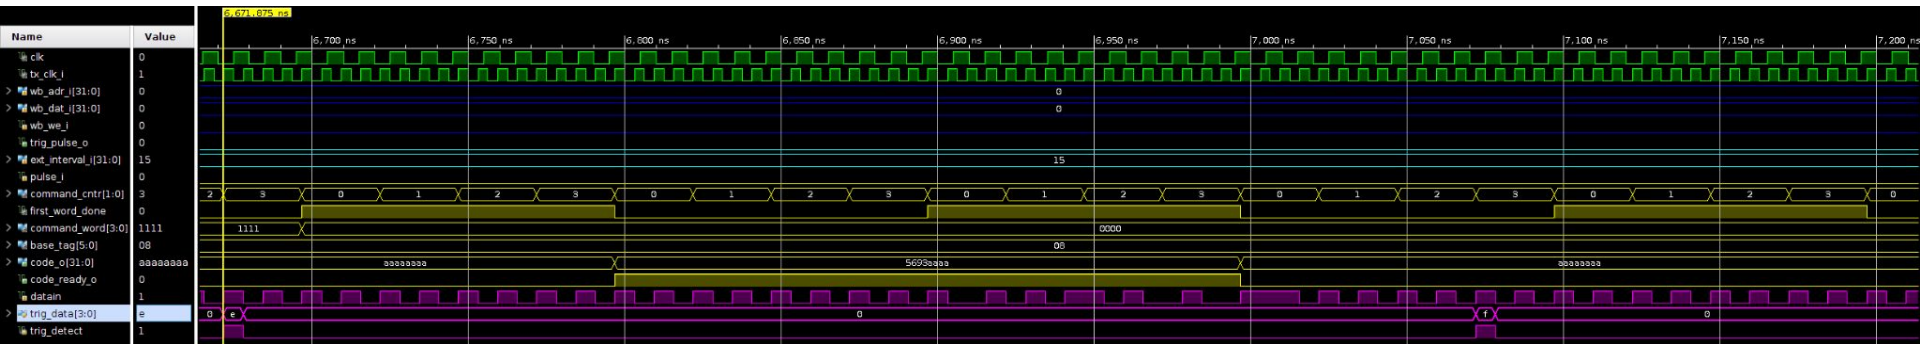 6,671.875 ns
Name Value
6,700 ns 6,750 ns 6,800 ns 6,850 ns 6,900 ns 6,950 ns 7,000 ns 7,050 ns 7,100 ns 7,150 ns 7,200 ns
clk 0
tx_clk_i 1
wb_adr_i[31:0] 0 0
wb_dat_i[31:0] 0 0
wb_we_i 0
trig_pulse_o 0
ext_interval_i[31:0] 15 15
pulse_i 0
command_cntr[1:0] 3 2 3 0 1 2 3 0 1 2 3 0 1 2 3 0 1 2 3 0 1 2 3 0
first_word_done 0
command_word[3:0] 1111 1111 0000
base_tag[5:0] 08 08
code_o[31:0] aaaaaaaa aaaaaaaa 5693aaaa aaaaaaaa
code_ready_o 0
datain 1
trig_data[3:0] e 0 e 0 f 0
trig_detect 1